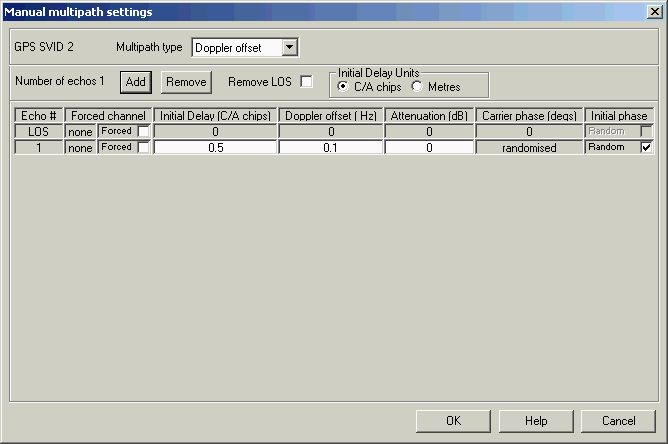 Manual multipath settings
GPS SVID 2 Multipath type Doppler offset
Initial Delay Units
Number of echos 1 Add Remove Remove LOS C/A chips Metres
Echo # Forced channel Initial Delay (C/A chips) Doppler offset ( Hz) Attenuation (dB) Carrier phase (degs) Initial phase
LOS none Forced 0 0 0 0 Random
1 none Forced 0.5 0.1 0 randomised Random
OK Help Cancel